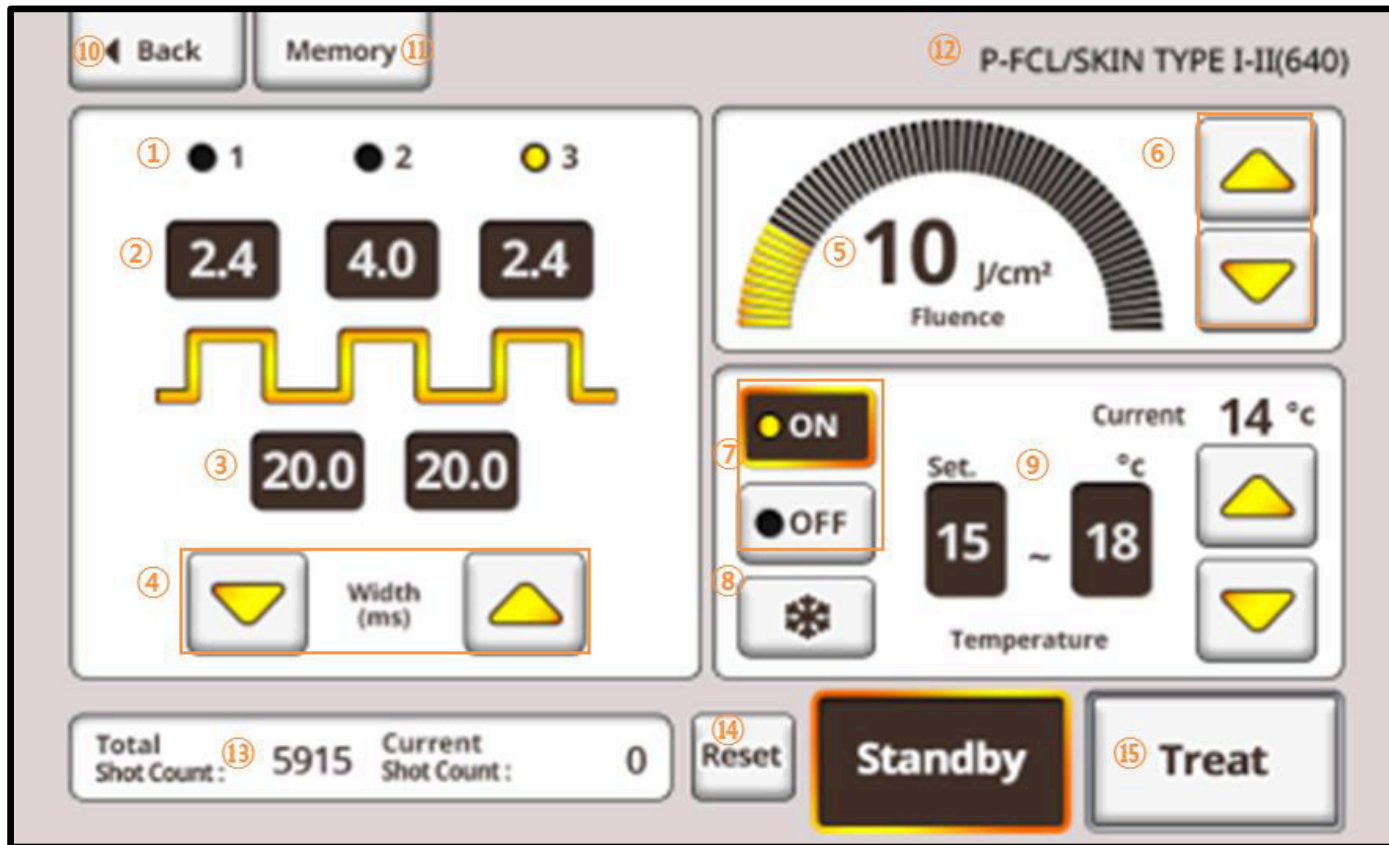 ⑩ Back
Memory ⑪
⑫ P-FCL/SKIN TYPE I-II(640)
① 1 2 3
② 2.4 4.0 2.4
③ 20.0 20.0
④ Width
(ms)
⑤ 10 J/cm²
Fluence
⑥
⑦ ON
OFF
⑧
Current 14 °c
Set. ⑨ °c
15 ~ 18
Temperature
Total
Shot Count : ⑬ 5915
Current
Shot Count : 0
⑭
Reset
Standby
⑮ Treat